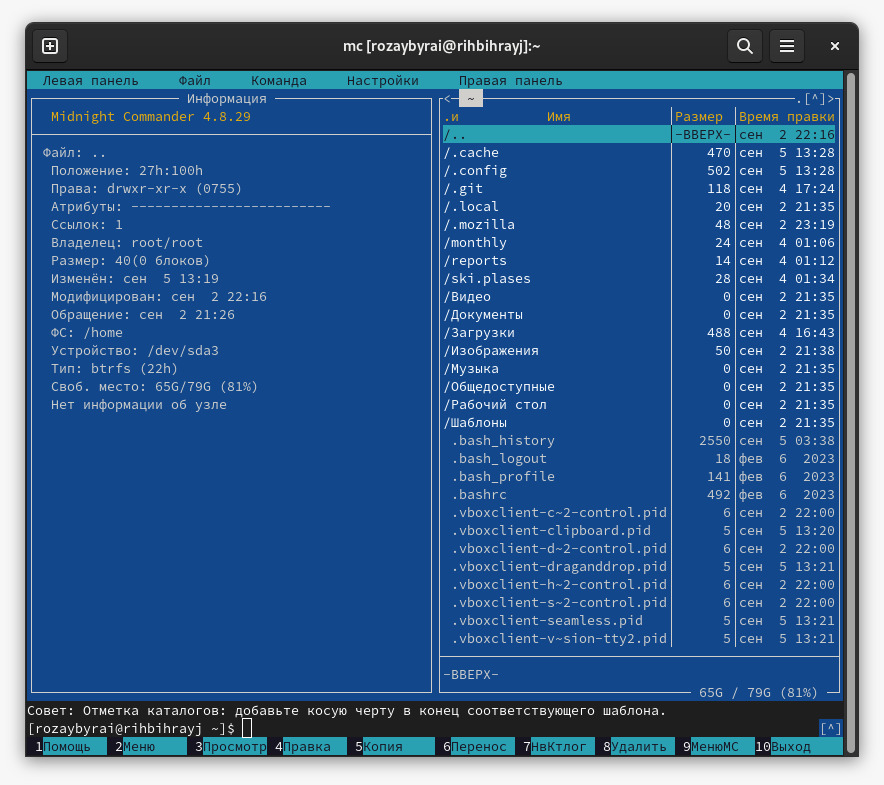 mc [rozaybyrai@rihbihrayj]:~
Левая панель Файл Команда Настройки Правая панель
Информация
Midnight Commander 4.8.29
Файл: ..
Положение: 27h:100h
Права: drwxr-xr-x (0755)
Атрибуты: -------------------------
Ссылок: 1
Владелец: root/root
Размер: 40(0 блоков)
Изменён: сен 5 13:19
Модифицирован: сен 2 22:16
Обращение: сен 2 21:26
ФС: /home
Устройство: /dev/sda3
Тип: btrfs (22h)
Своб. место: 65G/79G (81%)
Нет информации об узле
<- ~ .[^]>
.и Имя Размер Время правки
/.. -ВВЕРХ- сен 2 22:16
/.cache 470 сен 5 13:28
/.config 502 сен 5 13:28
/.git 118 сен 4 17:24
/.local 20 сен 2 21:35
/.mozilla 48 сен 2 23:19
/monthly 24 сен 4 01:06
/reports 14 сен 4 01:12
/ski.plases 28 сен 4 01:34
/Видео 0 сен 2 21:35
/Документы 0 сен 2 21:35
/Загрузки 488 сен 4 16:43
/Изображения 50 сен 2 21:38
/Музыка 0 сен 2 21:35
/Общедоступные 0 сен 2 21:35
/Рабочий стол 0 сен 2 21:35
/Шаблоны 0 сен 2 21:35
.bash_history 2550 сен 5 03:38
.bash_logout 18 фев 6 2023
.bash_profile 141 фев 6 2023
.bashrc 492 фев 6 2023
.vboxclient-c~2-control.pid 6 сен 2 22:00
.vboxclient-clipboard.pid 5 сен 5 13:20
.vboxclient-d~2-control.pid 6 сен 2 22:00
.vboxclient-draganddrop.pid 5 сен 5 13:21
.vboxclient-h~2-control.pid 6 сен 2 22:00
.vboxclient-s~2-control.pid 6 сен 2 22:00
.vboxclient-seamless.pid 5 сен 5 13:21
.vboxclient-v~sion-tty2.pid 5 сен 5 13:21
-ВВЕРХ-
65G / 79G (81%)
Совет: Отметка каталогов: добавьте косую черту в конец соответствующего шаблона.
[rozaybyrai@rihbihrayj ~]$ [^]
1Помощь 2Меню 3Просмотр 4Правка 5Копия 6Перенос 7НвКтлог 8Удалить 9МенюМС 10Выход